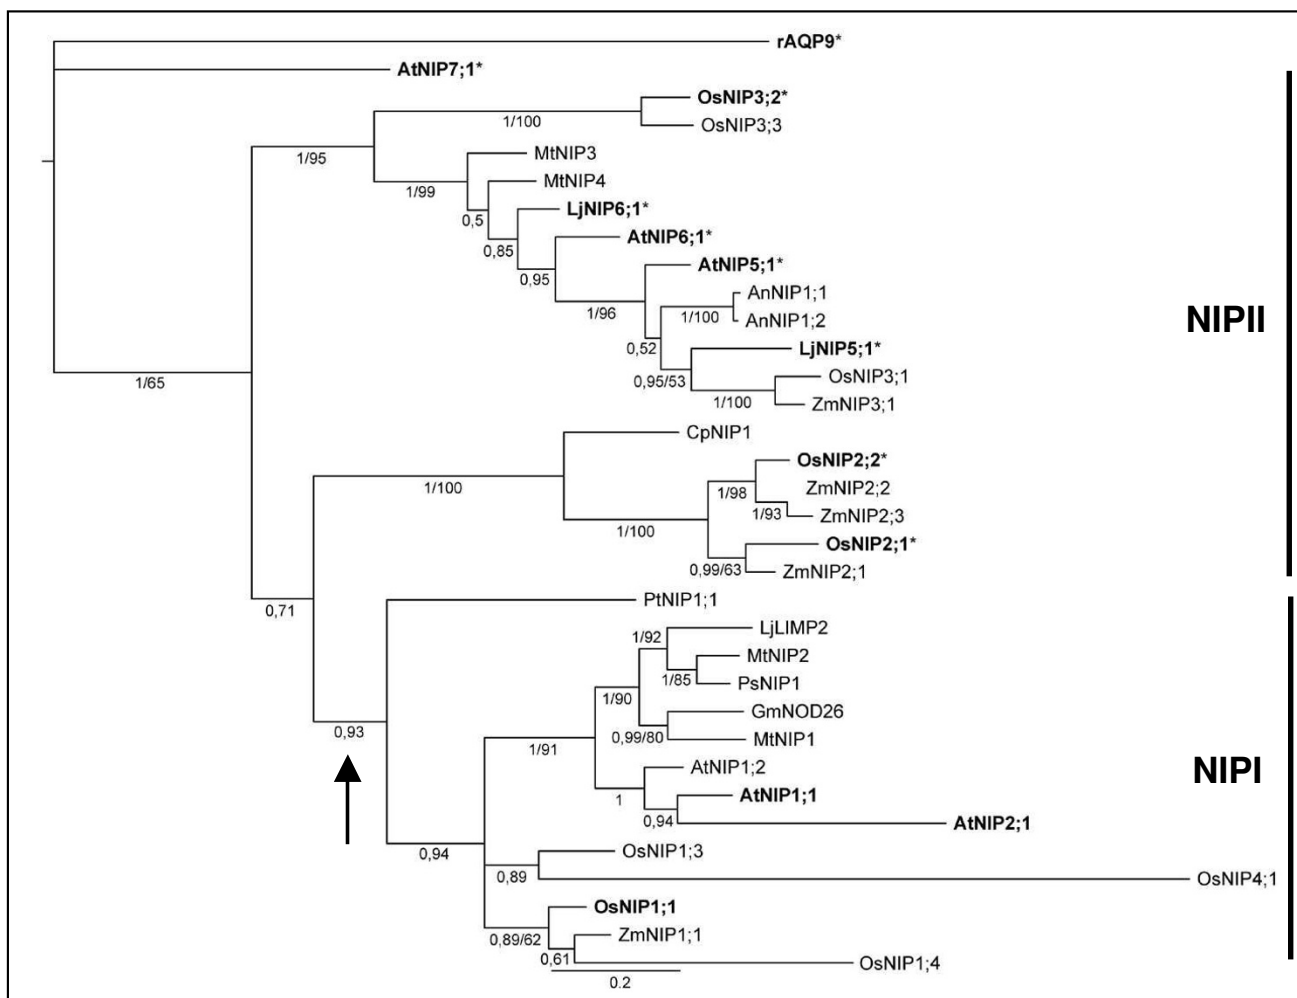 rAQP9*
AtNIP7;1*
OsNIP3;2*
1/100
OsNIP3;3
1/95
MtNIP3
1/99
MtNIP4
0,5
LjNIP6;1*
0,85
AtNIP6;1*
0,95
AtNIP5;1*
1/96
AnNIP1;1
1/100
AnNIP1;2
NIPII
0,52
LjNIP5;1*
1/65
0,95/53
OsNIP3;1
1/100
ZmNIP3;1
CpNIP1
OsNIP2;2*
1/100
1/98
ZmNIP2;2
1/93
ZmNIP2;3
1/100
OsNIP2;1*
0,99/63
ZmNIP2;1
0,71
PtNIP1;1
LjLIMP2
1/92
MtNIP2
1/85
PsNIP1
1/90
GmNOD26
0,93
0,99/80
MtNIP1
1/91
AtNIP1;2
NIPI
1
AtNIP1;1
0,94
AtNIP2;1
0,94
OsNIP1;3
0,89
OsNIP4;1
OsNIP1;1
0,89/62
ZmNIP1;1
0,61
OsNIP1;4
0.2